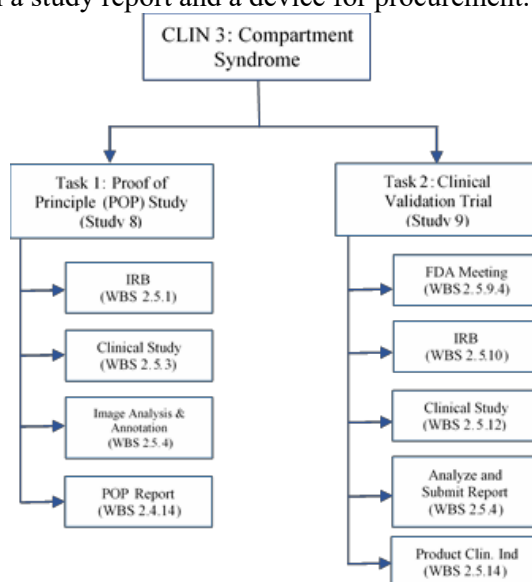 a study report and a device for procurement.
CLIN 3: Compartment
Syndrome
Task 1: Proof of
Principle (POP) Study
(Study 8)
IRB
(WBS 2.5.1)
Clinical Study
(WBS 2.5.3)
Image Analysis &
Annotation
(WBS 2.5.4)
POP Report
(WBS 2.4.14)
Task 2: Clinical
Validation Trial
(Study 9)
FDA Meeting
(WBS 2.5.9.4)
IRB
(WBS 2.5.10)
Clinical Study
(WBS 2.5.12)
Analyze and
Submit Report
(WBS 2.5.4)
Product Clin. Ind
(WBS 2.5.14)